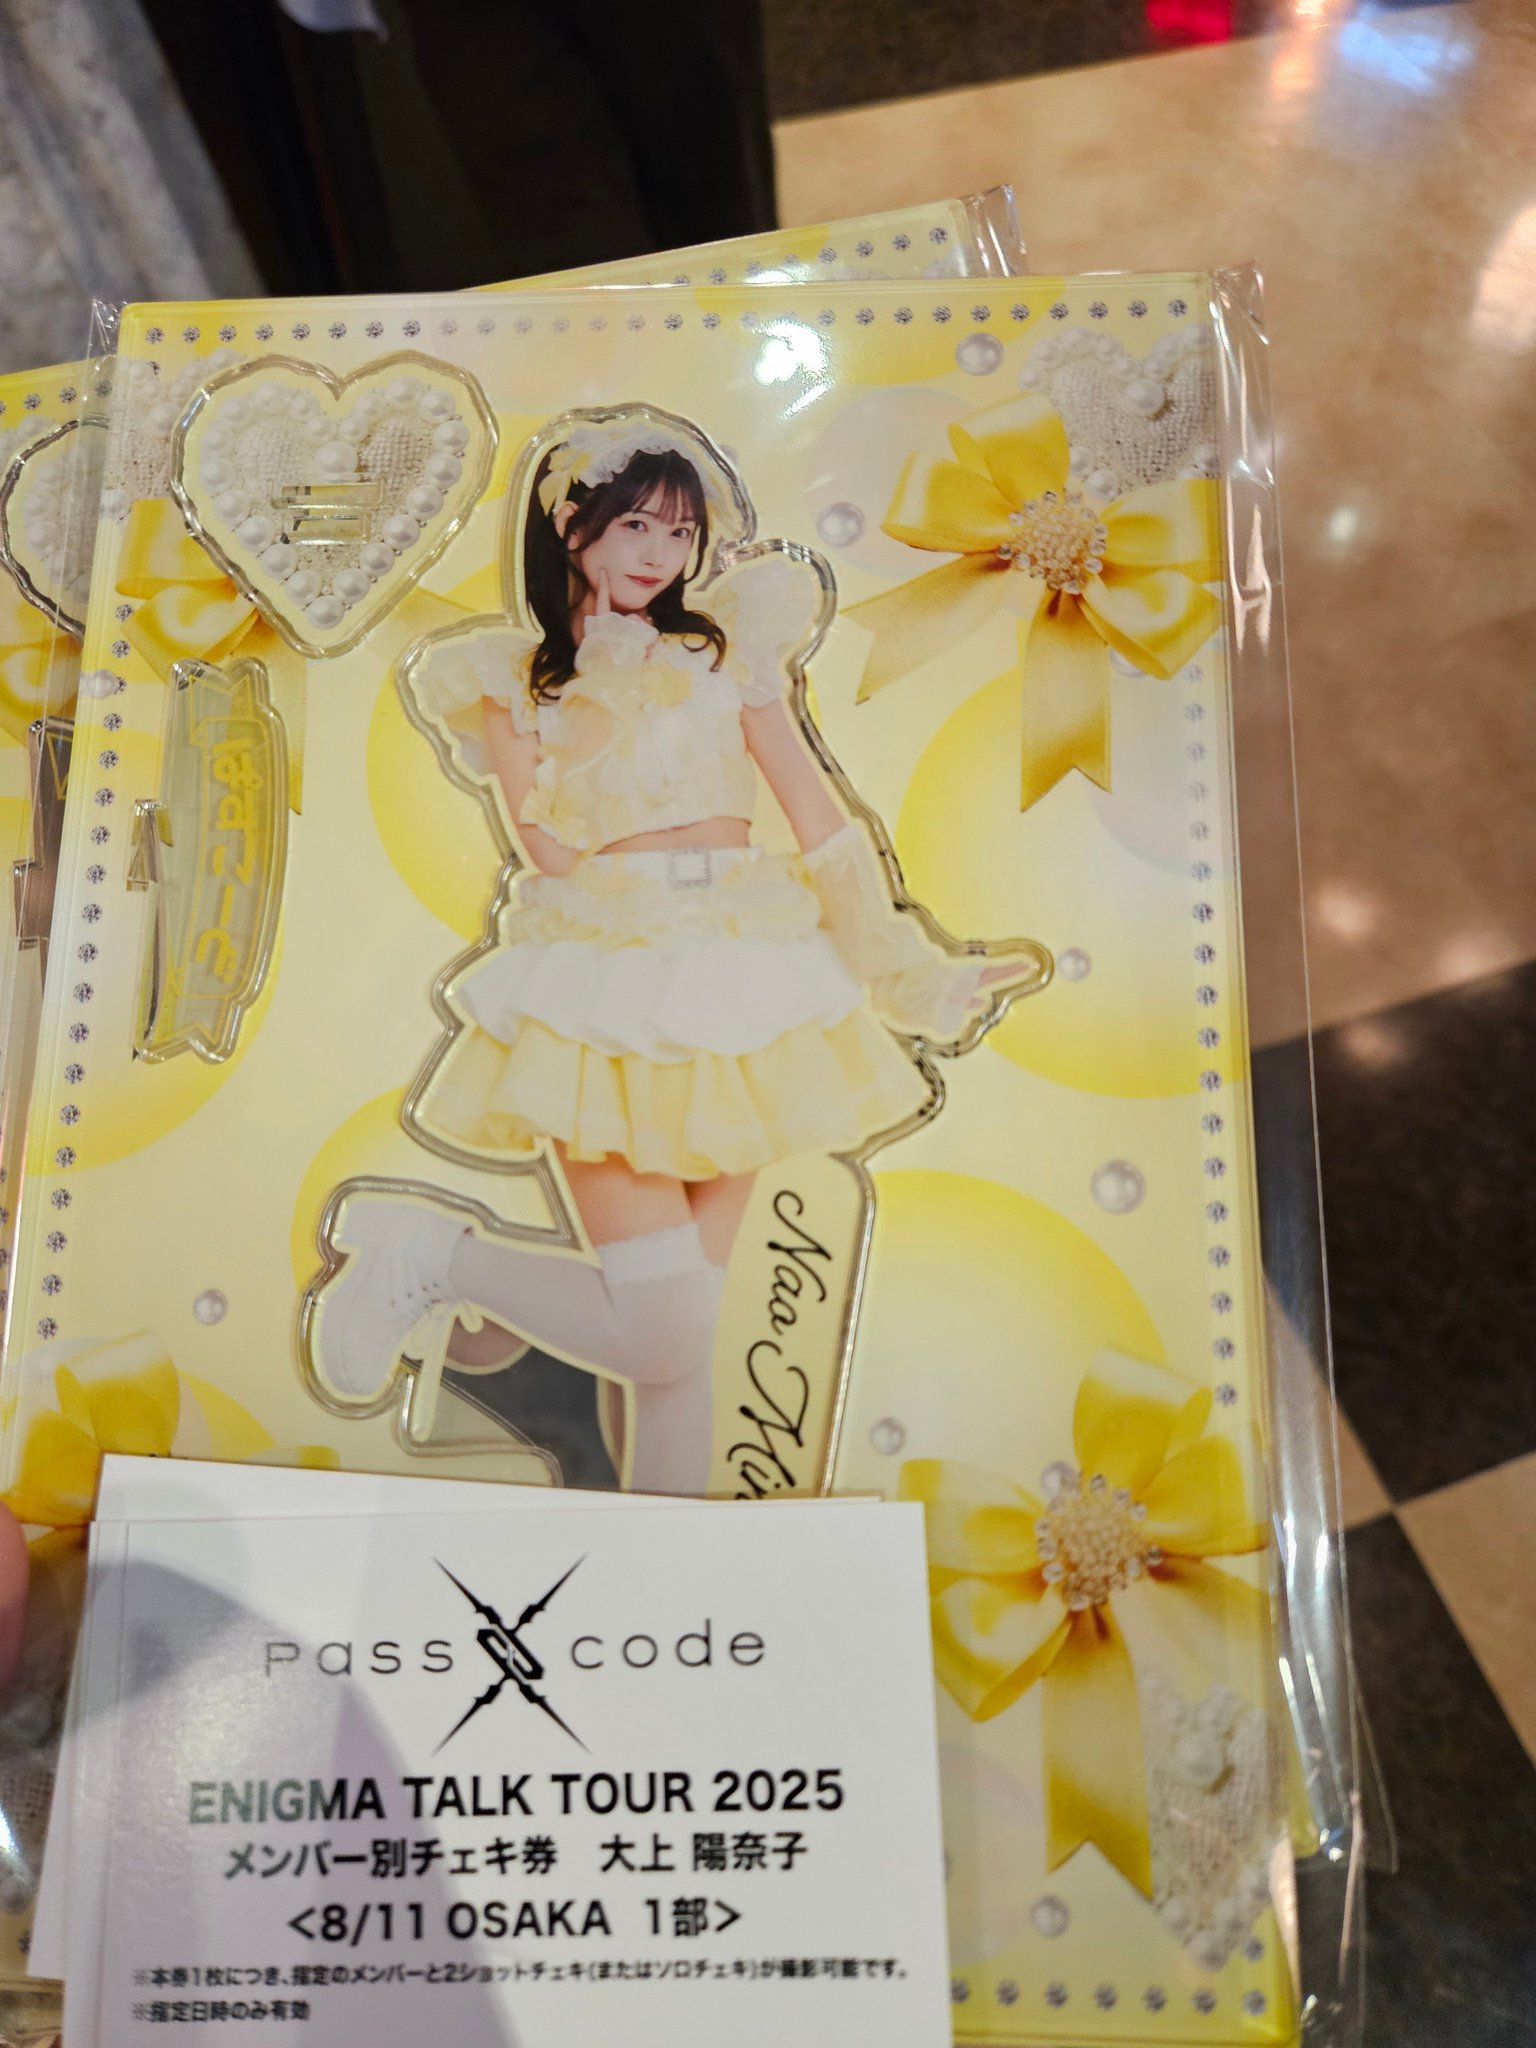 ぱすこーど
Nao Min
PassCode
ENIGMA TALK TOUR 2025
メンバー別チェキ券　大上 陽奈子
<8/11 OSAKA 1部>
※本券1枚につき、指定のメンバーと2ショットチェキ(またはソロチェキ)が撮影可能です。
※指定日時のみ有効